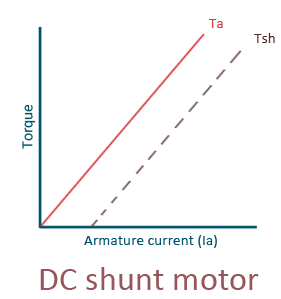 Ta
Tsh
Torque
Armature current (Ia)
DC shunt motor